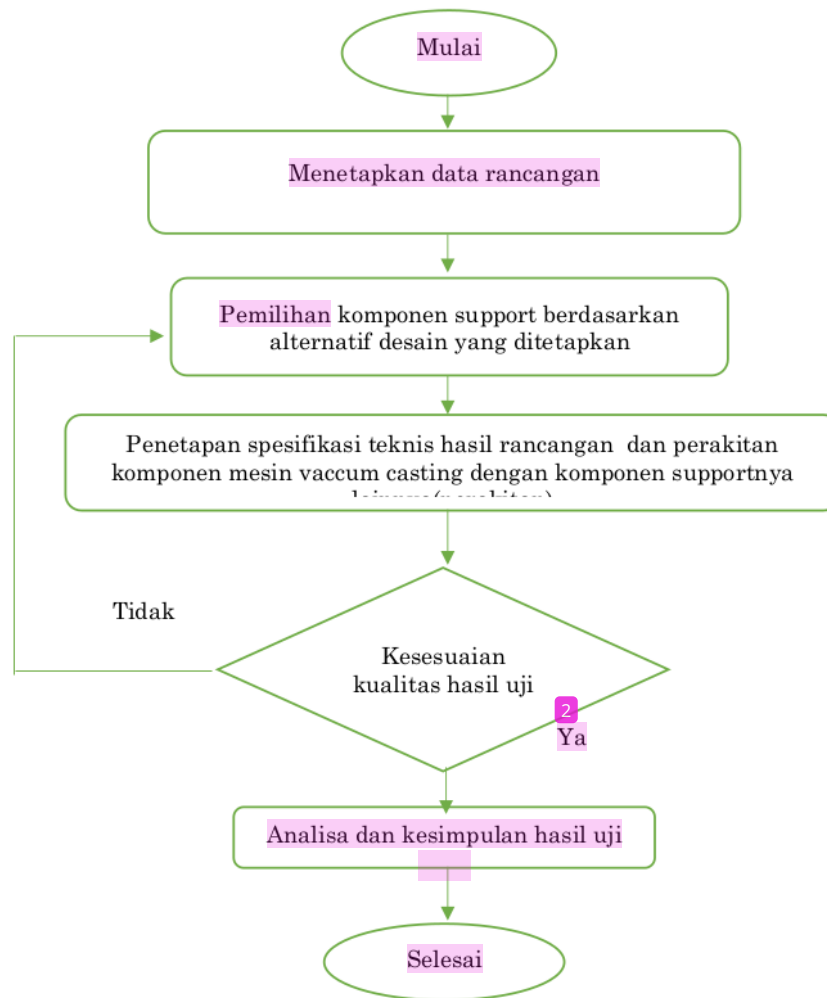 Mulai
Menetapkan data rancangan
Pemilihan komponen support berdasarkan
alternatif desain yang ditetapkan
Penetapan spesifikasi teknis hasil rancangan dan perakitan
komponen mesin vaccum casting dengan komponen supportnya
Tidak
Kesesuaian
kualitas hasil uji
2
Ya
Analisa dan kesimpulan hasil uji
Selesai